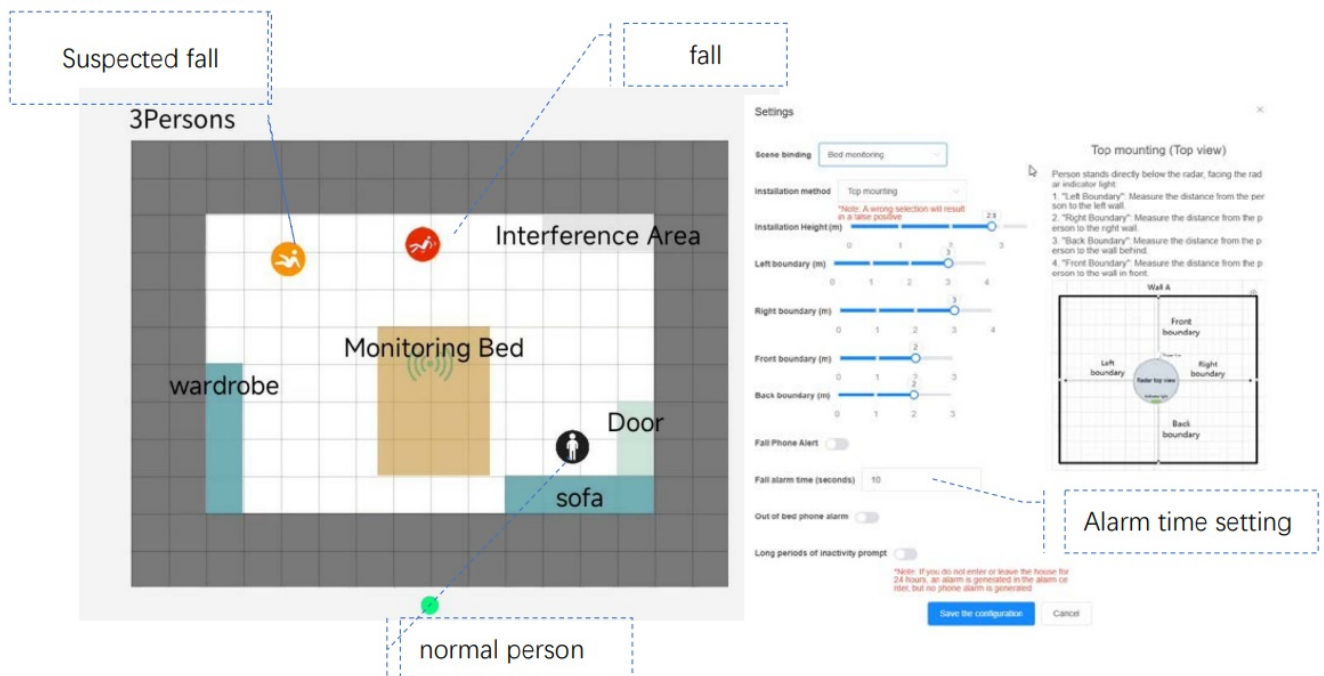 Suspected fall
fall
3Persons
Interference Area
Monitoring Bed
wardrobe
Door
sofa
normal person
Settings
Scene binding
Bed monitoring
Installation method
Top mounting
*Note: A wrong selection will result
in a false positive
Installation Height (m)
2.8
0 1 2 3
Left boundary (m)
3
0 1 2 3 4
Right boundary (m)
3
0 1 2 3 4
Front boundary (m)
2
0 1 2 3
Back boundary (m)
2
0 1 2 3
Fall Phone Alert
Fall alarm time (seconds)
10
Out of bed phone alarm
Long periods of inactivity prompt
*Note: If you do not enter or leave the house for
24 hours, an alarm is generated in the alarm ce
nter, but no phone alarm is generated
Save the configuration
Cancel
Top mounting (Top view)
Person stands directly below the radar, facing the rad
ar indicator light:
1. "Left Boundary": Measure the distance from the per
son to the left wall.
2. "Right Boundary": Measure the distance from the p
erson to the right wall.
3. "Back Boundary": Measure the distance from the p
erson to the wall behind.
4. "Front Boundary": Measure the distance from the p
erson to the wall in front.
Wall A
Front
boundary
Left
boundary
Radar top view
Indicator light
Right
boundary
Back
boundary
Alarm time setting